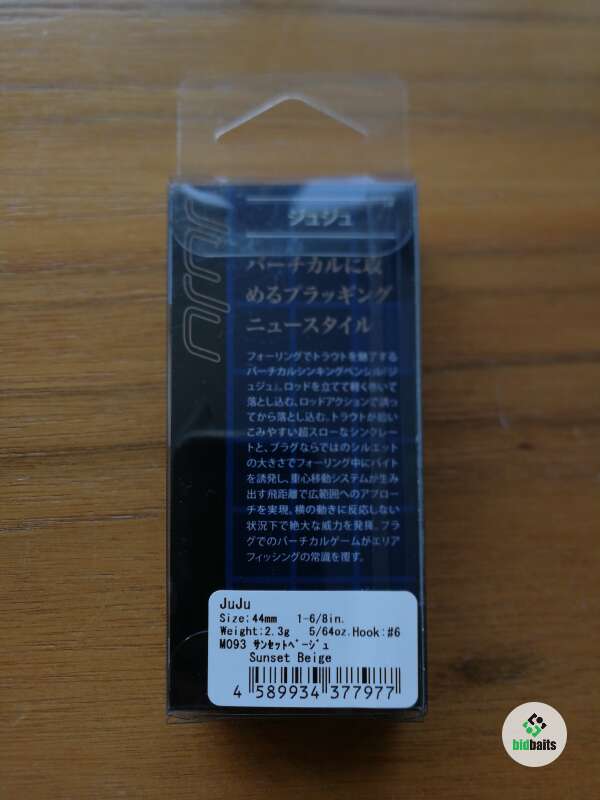 JUJU
ジュジュ
バーチカルに攻
めるプラッギング
ニュースタイル
フォーリングでトラウトを魅了する
バーチカルシンキングペンシル『ジ
ュジュ』。ロッドを立てて軽く巻いて
落とし込む、ロッドアクションで誘っ
てから落とし込む。トラウトが追い
こみやすい超スローなシンクレー
トと、プラグならではのシルエット
の大きさでフォーリング中にバイト
を誘発し、重心移動システムが生み
出す飛距離で広範囲へのアプロー
チを実現。横の動きに反応しない
状況下で絶大な威力を発揮。プラ
グでのバーチカルゲームがエリア
フィッシングの常識を覆す。
JuJu
Size:44mm 1-6/8in.
Weight:2.3g 5/64oz.Hook:#6
M093 ｻﾝｾｯﾄﾍﾞｰｼﾞｭ
Sunset Beige
4 589934 377977
bidbaits